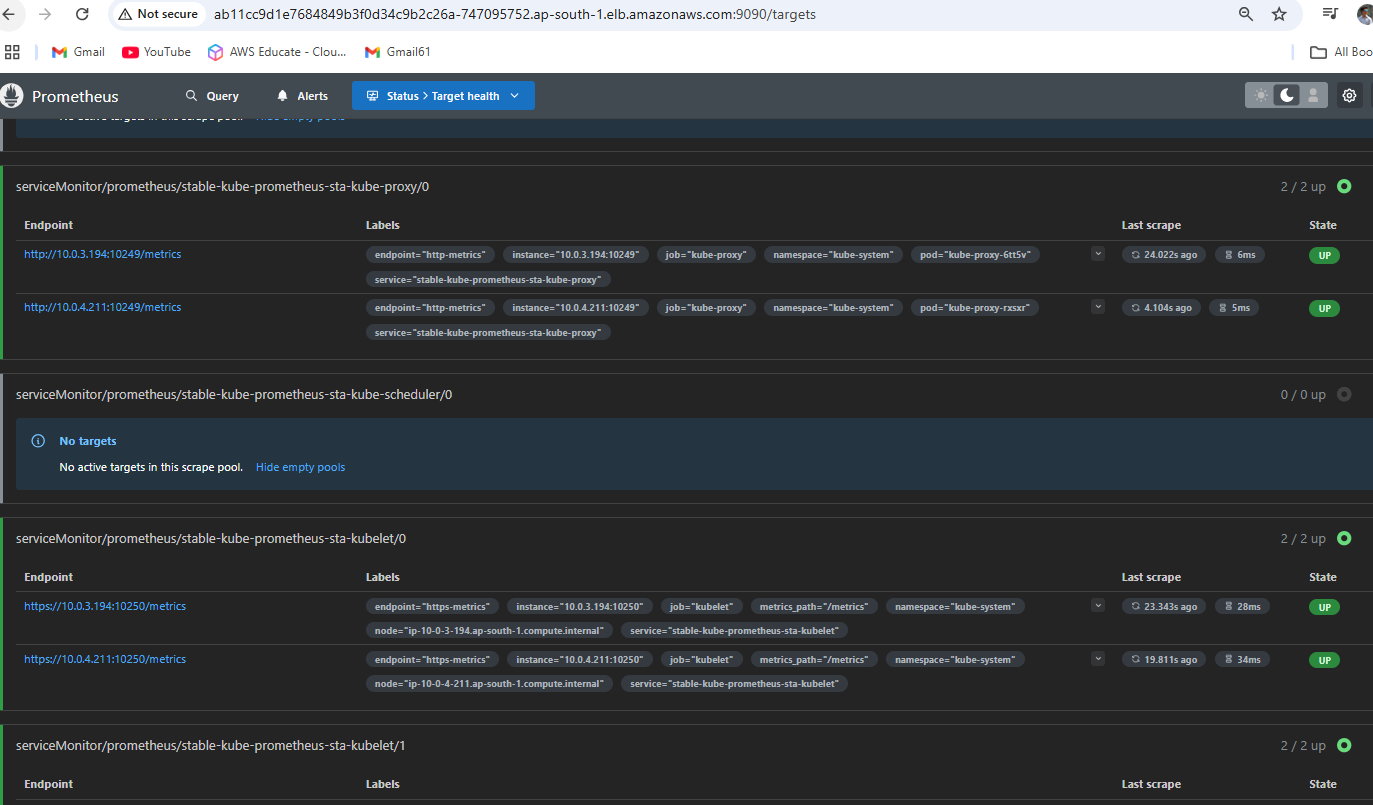 Not secure ab11cc9d1e7684849b3f0d34c9b2c26a-747095752.ap-south-1.elb.amazonaws.com:9090/targets
Gmail YouTube AWS Educate - Clou... Gmail61 All Boo
Prometheus Query Alerts Status > Target health
No active targets in this scrape pool. Hide empty pools
serviceMonitor/prometheus/stable-kube-prometheus-sta-kube-proxy/0 2 / 2 up
Endpoint Labels Last scrape State
http://10.0.3.194:10249/metrics endpoint="http-metrics" instance="10.0.3.194:10249" job="kube-proxy" namespace="kube-system" pod="kube-proxy-6tt5v" 24.022s ago 6ms UP
service="stable-kube-prometheus-sta-kube-proxy"
http://10.0.4.211:10249/metrics endpoint="http-metrics" instance="10.0.4.211:10249" job="kube-proxy" namespace="kube-system" pod="kube-proxy-rxsxr" 4.104s ago 5ms UP
service="stable-kube-prometheus-sta-kube-proxy"
serviceMonitor/prometheus/stable-kube-prometheus-sta-kube-scheduler/0 0 / 0 up
No targets
No active targets in this scrape pool. Hide empty pools
serviceMonitor/prometheus/stable-kube-prometheus-sta-kubelet/0 2 / 2 up
Endpoint Labels Last scrape State
https://10.0.3.194:10250/metrics endpoint="https-metrics" instance="10.0.3.194:10250" job="kubelet" metrics_path="/metrics" namespace="kube-system" 23.343s ago 28ms UP
node="ip-10-0-3-194.ap-south-1.compute.internal" service="stable-kube-prometheus-sta-kubelet"
https://10.0.4.211:10250/metrics endpoint="https-metrics" instance="10.0.4.211:10250" job="kubelet" metrics_path="/metrics" namespace="kube-system" 19.811s ago 34ms UP
node="ip-10-0-4-211.ap-south-1.compute.internal" service="stable-kube-prometheus-sta-kubelet"
serviceMonitor/prometheus/stable-kube-prometheus-sta-kubelet/1 2 / 2 up
Endpoint Labels Last scrape State